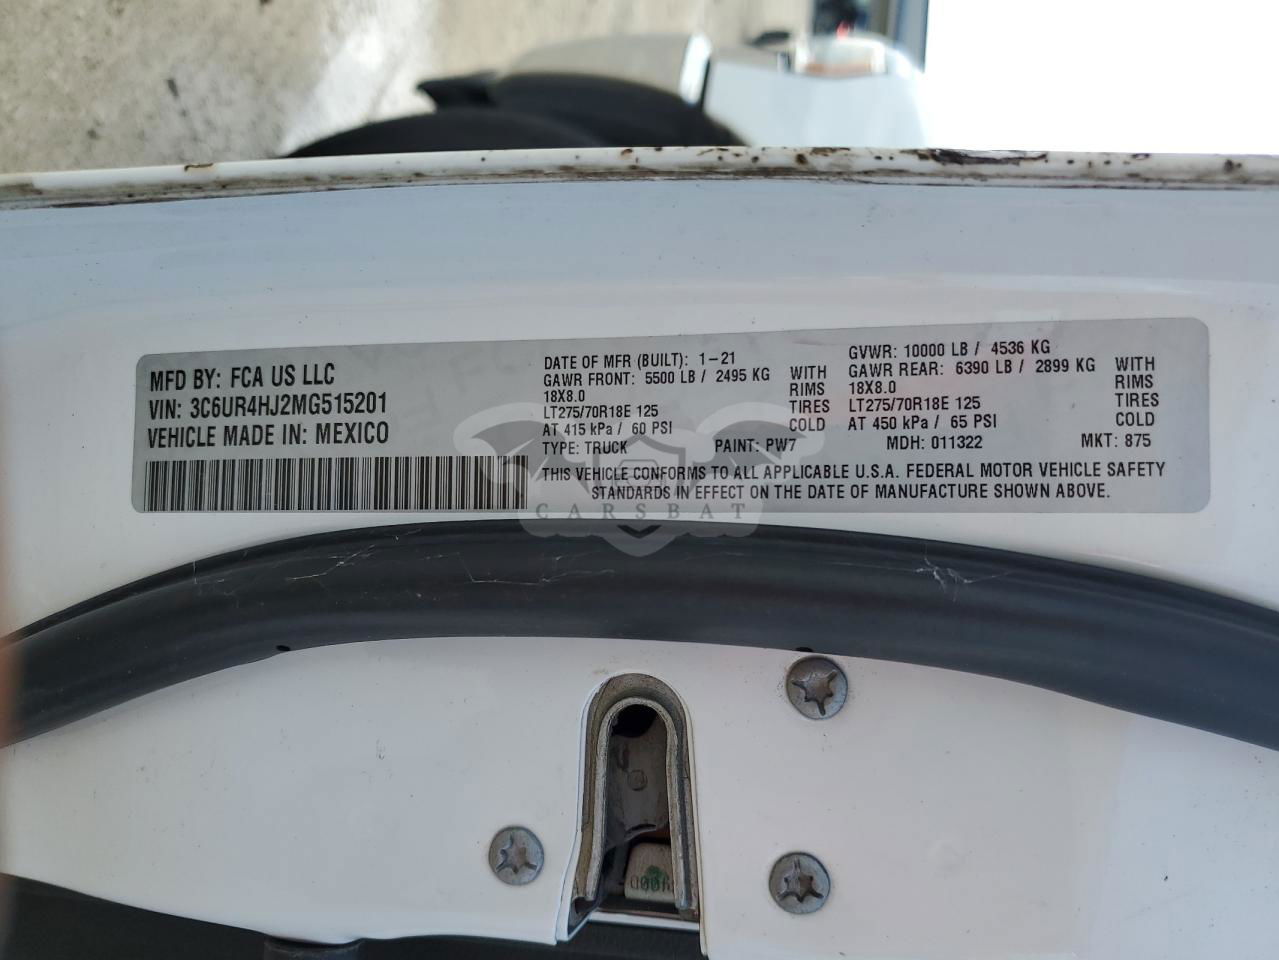 MFD BY: FCA US LLC
VIN: 3C6UR4HJ2MG515201
VEHICLE MADE IN: MEXICO
DATE OF MFR (BUILT): 1-21
GAWR FRONT: 5500 LB / 2495 KG WITH
18X8.0 RIMS
LT275/70R18E 125 TIRES
AT 415 kPa / 60 PSI COLD
TYPE: TRUCK PAINT: PW7
GVWR: 10000 LB / 4536 KG
GAWR REAR: 6390 LB / 2899 KG WITH
18X8.0 RIMS
LT275/70R18E 125 TIRES
AT 450 kPa / 65 PSI COLD
MDH: 011322 MKT: 875
THIS VEHICLE CONFORMS TO ALL APPLICABLE U.S.A. FEDERAL MOTOR VEHICLE SAFETY
STANDARDS IN EFFECT ON THE DATE OF MANUFACTURE SHOWN ABOVE.
CARSBAT